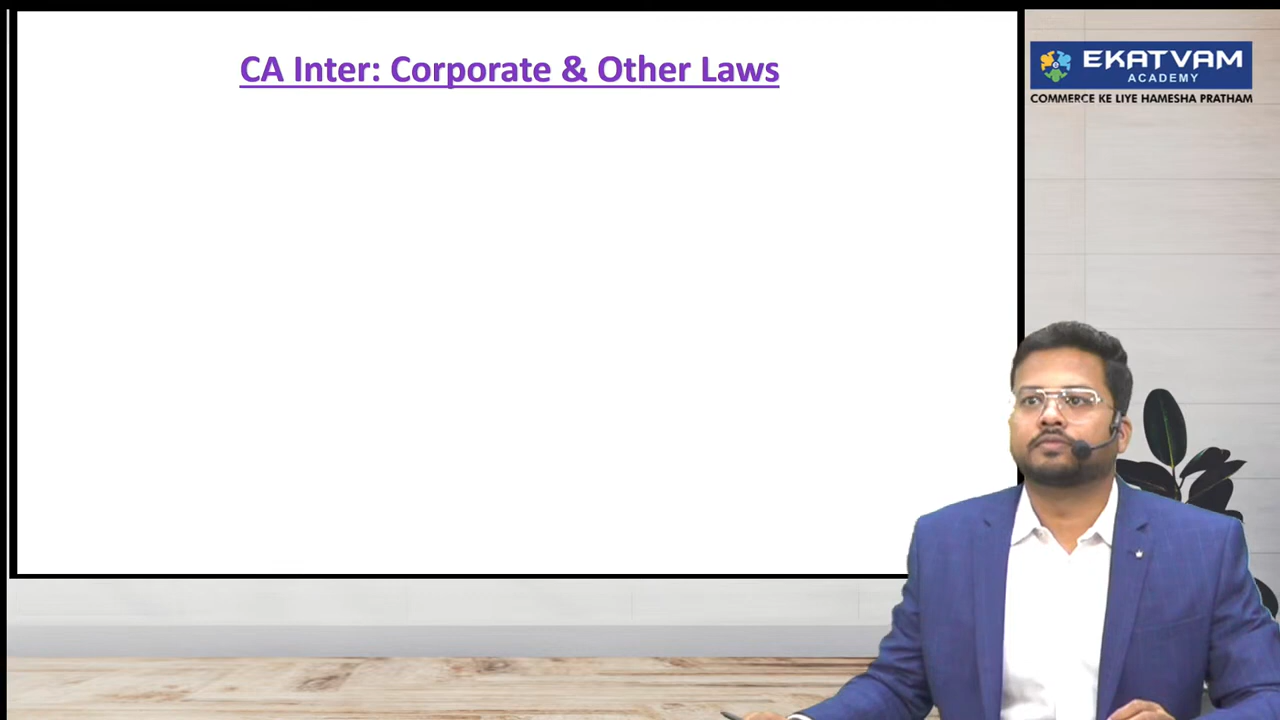 CA Inter: Corporate & Other Laws
EKATVAM
ACADEMY
COMMERCE KE LIYE HAMESHA PRATHAM